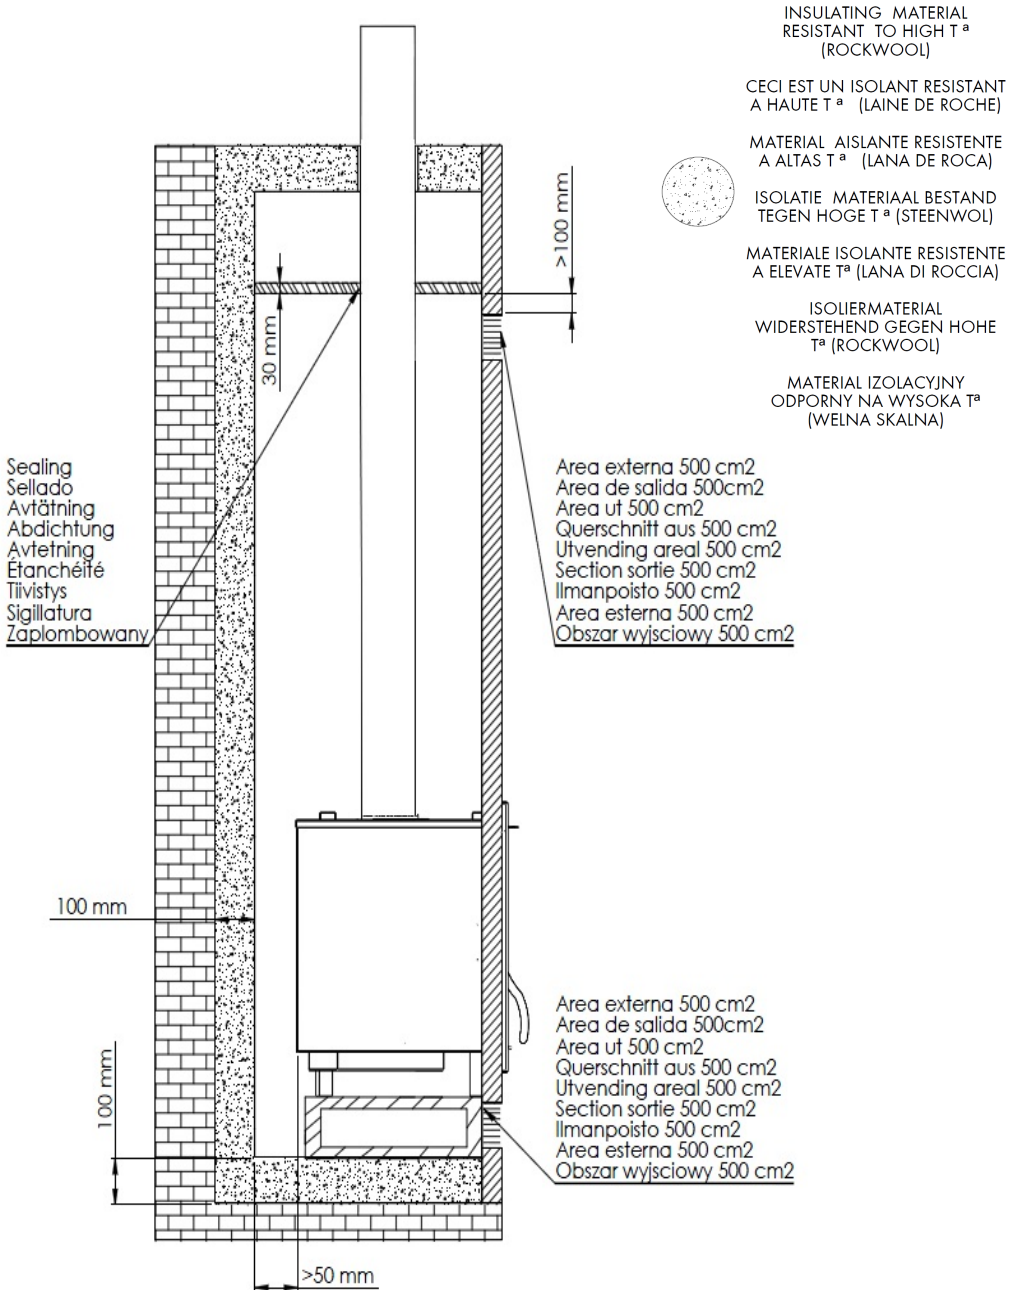 INSULATING MATERIAL
RESISTANT TO HIGH Tª
(ROCKWOOL)
CECI EST UN ISOLANT RESISTANT
A HAUTE Tª (LAINE DE ROCHE)
MATERIAL AISLANTE RESISTENTE
A ALTAS Tª (LANA DE ROCA)
ISOLATIE MATERIAAL BESTAND
TEGEN HOGE Tª (STEENWOL)
MATERIALE ISOLANTE RESISTENTE
A ELEVATE Tª (LANA DI ROCCIA)
ISOLIERMATERIAL
WIDERSTEHEND GEGEN HOHE
Tª (ROCKWOOL)
MATERIAL IZOLACYJNY
ODPORNY NA WYSOKA Tª
(WELNA SKALNA)
>100 mm
30 mm
Sealing
Sellado
Avtätning
Abdichtung
Avtetning
Étanchéité
Tiivistys
Sigillatura
Zaplombowany
Area externa 500 cm2
Area de salida 500cm2
Area ut 500 cm2
Querschnitt aus 500 cm2
Utvending areal 500 cm2
Section sortie 500 cm2
Ilmanpoisto 500 cm2
Area esterna 500 cm2
Obszar wyjsciowy 500 cm2
100 mm
100 mm
Area externa 500 cm2
Area de salida 500cm2
Area ut 500 cm2
Querschnitt aus 500 cm2
Utvending areal 500 cm2
Section sortie 500 cm2
Ilmanpoisto 500 cm2
Area esterna 500 cm2
Obszar wyjsciowy 500 cm2
>50 mm